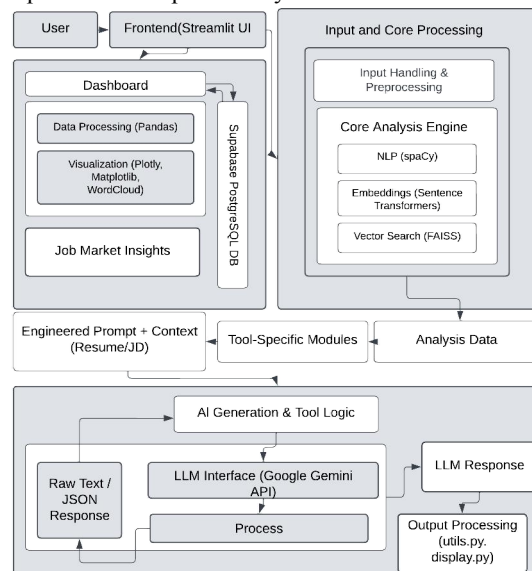 User
Frontend(Streamlit UI
Input and Core Processing
Dashboard
Data Processing (Pandas)
Visualization (Plotly,
Matplotlib,
WordCloud)
Job Market Insights
Supabase PostgreSQL DB
Input Handling &
Preprocessing
Core Analysis Engine
NLP (spaCy)
Embeddings (Sentence
Transformers)
Vector Search (FAISS)
Engineered Prompt + Context
(Resume/JD)
Tool-Specific Modules
Analysis Data
AI Generation & Tool Logic
Raw Text /
JSON
Response
LLM Interface (Google Gemini
API)
Process
LLM Response
Output Processing
(utils.py.
display.py)